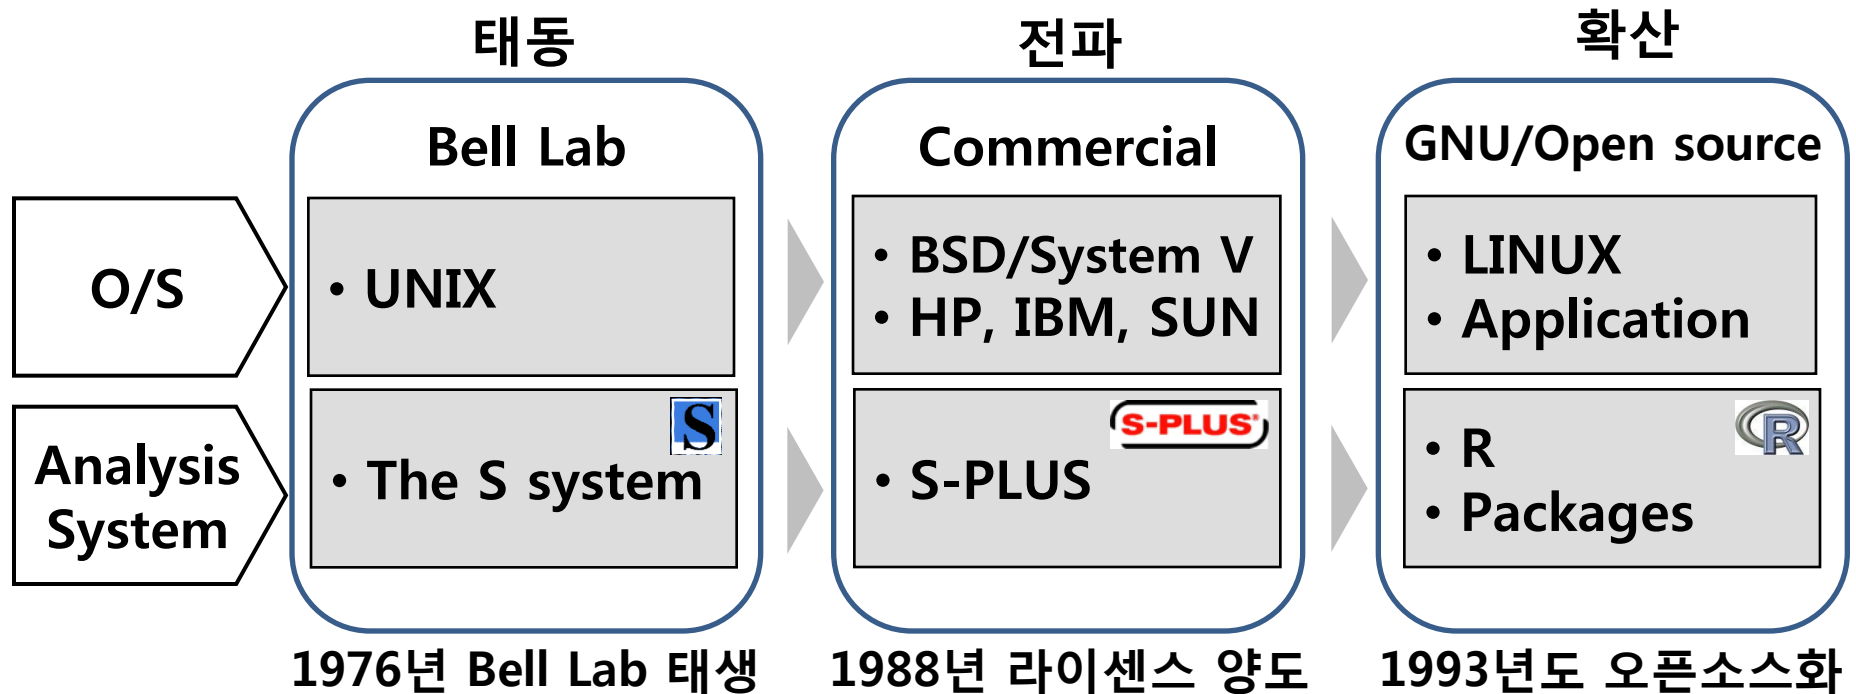 태동
전파
확산
Bell Lab
Commercial
GNU/Open source
O/S
• UNIX
• BSD/System V
• HP, IBM, SUN
• LINUX
• Application
Analysis
System
S
• The S system
S-PLUS®
• S-PLUS
R
• R
• Packages
1976년 Bell Lab 태생
1988년 라이센스 양도
1993년도 오픈소스화